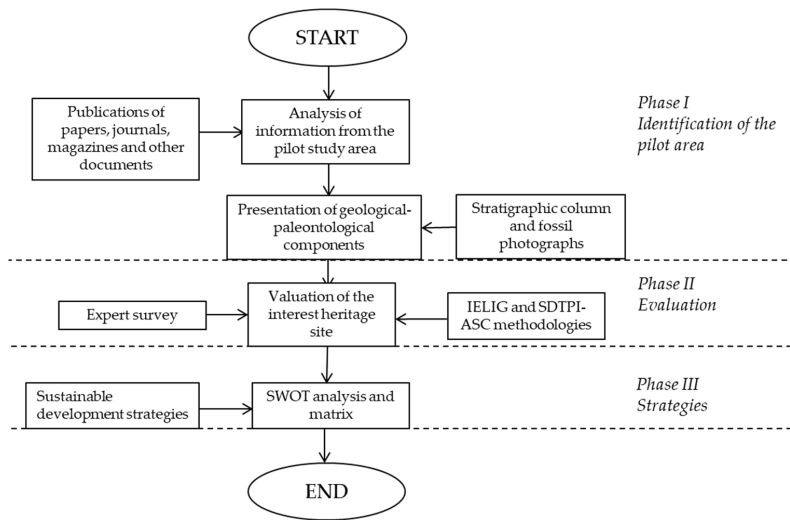 START
Publications of
papers, journals,
magazines and other
documents
Analysis of
information from the
pilot study area
Phase I
Identification of the
pilot area
Presentation of geological-
paleontological
components
Stratigraphic column
and fossil
photographs
Phase II
Evaluation
Expert survey
Valuation of the
interest heritage
site
IELIG and SDTPI-
ASC methodologies
Phase III
Strategies
Sustainable
development strategies
SWOT analysis and
matrix
END